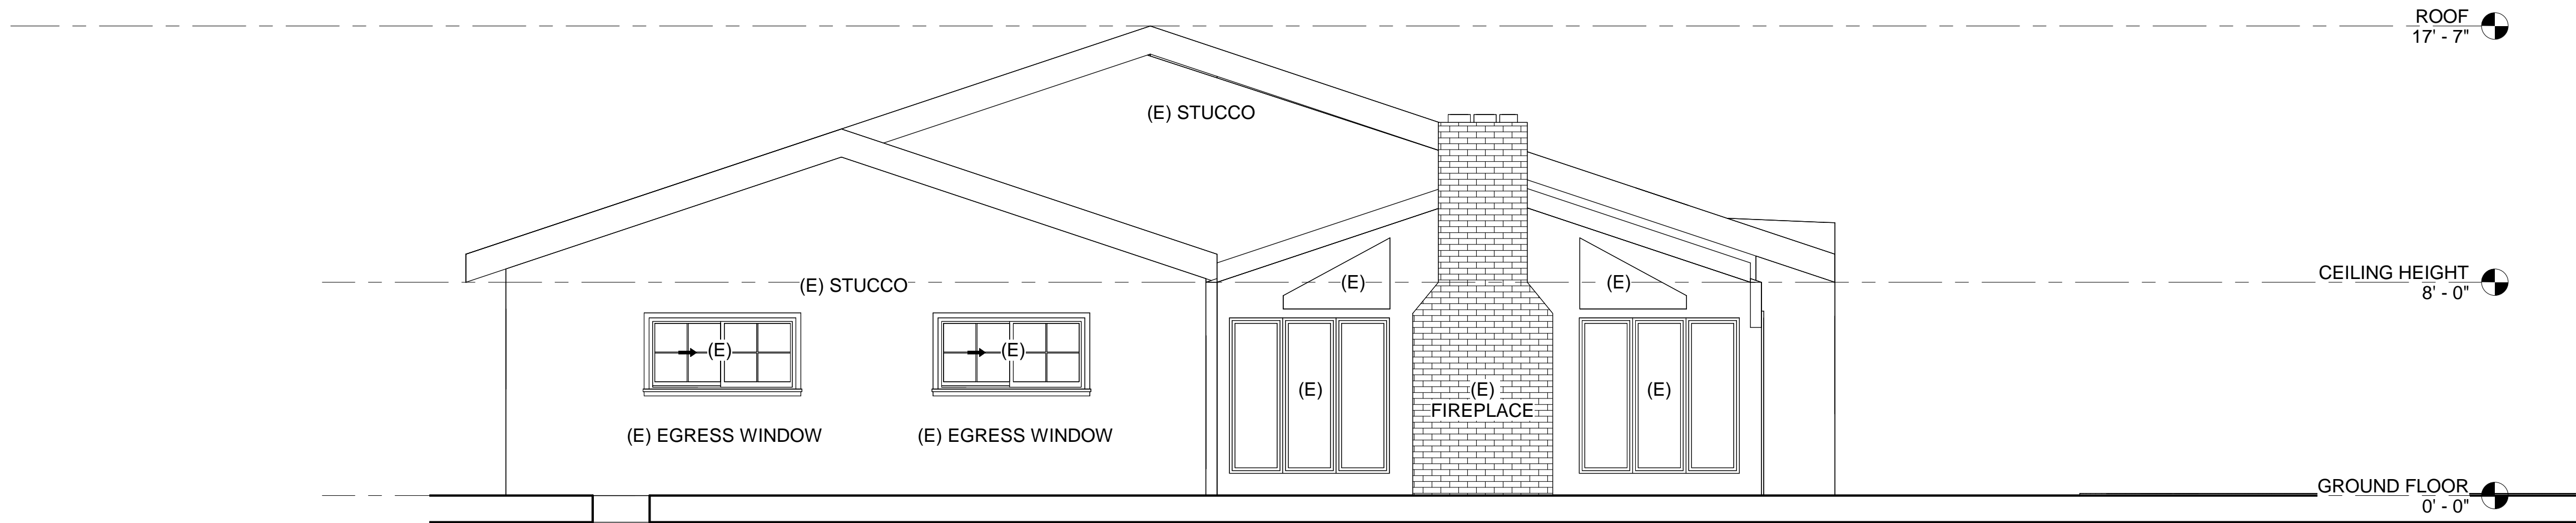 ROOF
17' - 7"
(E) STUCCO
CEILING HEIGHT
8' - 0"
(E) STUCCO
(E)
(E)
(E)
(E)
(E)
(E)
FIREPLACE
(E)
(E) EGRESS WINDOW
(E) EGRESS WINDOW
GROUND FLOOR
0' - 0"